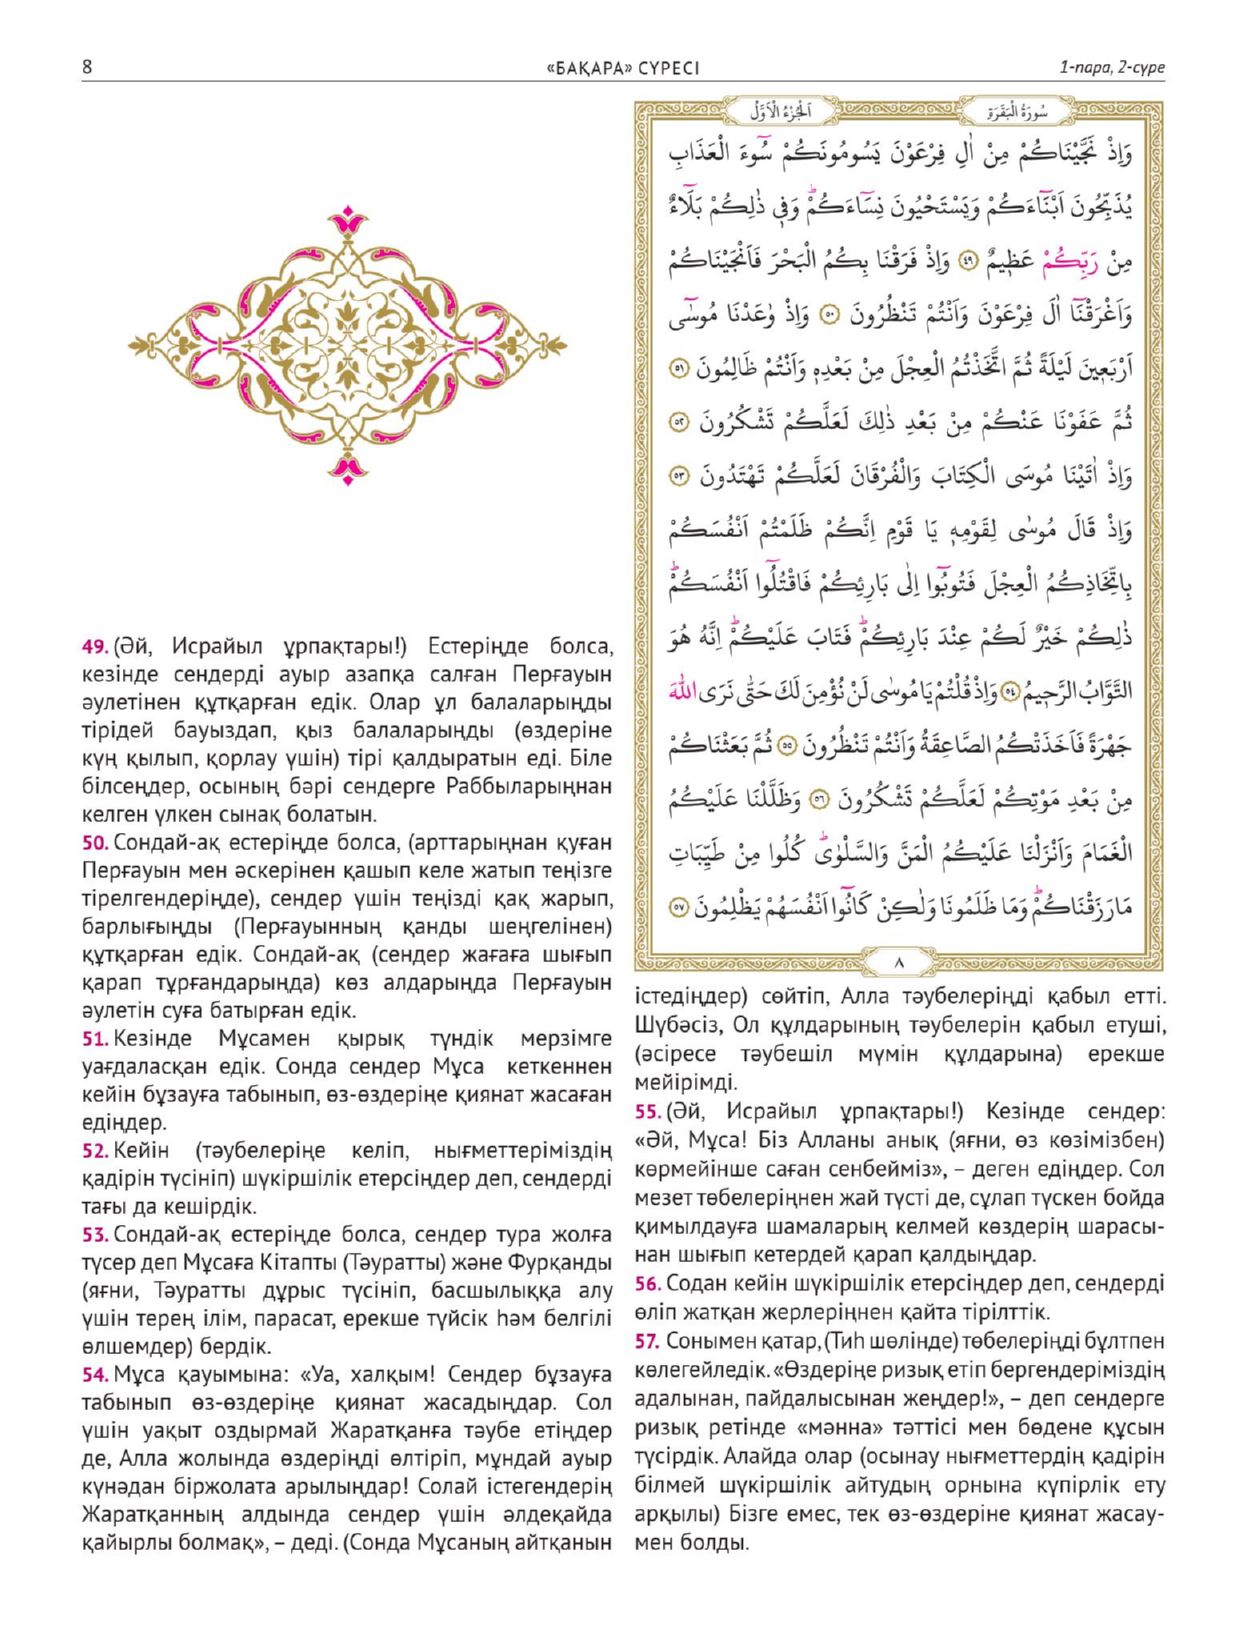 8
«БАҚАРА» СҮРЕСІ
1-пара, 2-сүре
سُورَةُ الْبَقَرَةِ
اَلْجُزْءُ الْاَوَّلُ
وَاِذْ نَجَّيْنَاكُمْ مِنْ اٰلِ فِرْعَوْنَ يَسُومُونَكُمْ سُٓوءَ الْعَذَابِ
يُذَبِّحُونَ اَبْنَٓاءَكُمْ وَيَسْتَحْيُونَ نِسَٓاءَكُمْۜ وَف۪ي ذٰلِكُمْ بَلَٓاءٌ
مِنْ رَبِّكُمْ عَظ۪يمٌ ﴿٤٩﴾ وَاِذْ فَرَقْنَا بِكُمُ الْبَحْرَ فَاَنْجَيْنَاكُمْ
وَاَغْرَقْنَٓا اٰلَ فِرْعَوْنَ وَاَنْتُمْ تَنْظُرُونَ ﴿٥٠﴾ وَاِذْ وٰعَدْنَا مُوسٰٓى
اَرْبَع۪ينَ لَيْلَةً ثُمَّ اتَّخَذْتُمُ الْعِجْلَ مِنْ بَعْدِه۪ وَاَنْتُمْ ظَالِمُونَ ﴿٥١﴾
ثُمَّ عَفَوْنَا عَنْكُمْ مِنْ بَعْدِ ذٰلِكَ لَعَلَّكُمْ تَشْكُرُونَ ﴿٥٢﴾
وَاِذْ اٰتَيْنَا مُوسَى الْكِتَابَ وَالْفُرْقَانَ لَعَلَّكُمْ تَهْتَدُونَ ﴿٥٣﴾
وَاِذْ قَالَ مُوسٰى لِقَوْمِه۪ يَا قَوْمِ اِنَّكُمْ ظَلَمْتُمْ اَنْفُسَكُمْ
بِاتِّخَاذِكُمُ الْعِجْلَ فَتُوبُٓوا اِلٰى بَارِئِكُمْ فَاقْتُلُٓوا اَنْفُسَكُمْۜ
ذٰلِكُمْ خَيْرٌ لَكُمْ عِنْدَ بَارِئِكُمْۜ فَتَابَ عَلَيْكُمْۜ اِنَّهُ هُوَ
التَّوَّابُ الرَّح۪يمُ ﴿٥٤﴾ وَاِذْ قُلْتُمْ يَا مُوسٰى لَنْ نُؤْمِنَ لَكَ حَتّٰى نَرَى اللّٰهَ
جَهْرَةً فَاَخَذَتْكُمُ الصَّاعِقَةُ وَاَنْتُمْ تَنْظُرُونَ ﴿٥٥﴾ ثُمَّ بَعَثْنَاكُمْ
مِنْ بَعْدِ مَوْتِكُمْ لَعَلَّكُمْ تَشْكُرُونَ ﴿٥٦﴾ وَظَلَّلْنَا عَلَيْكُمُ
الْغَمَامَ وَاَنْزَلْنَا عَلَيْكُمُ الْمَنَّ وَالسَّلْوٰىۜ كُلُوا مِنْ طَيِّبَاتِ
مَا رَزَقْنَاكُمْۜ وَمَا ظَلَمُونَا وَلٰكِنْ كَانُٓوا اَنْفُسَهُمْ يَظْلِمُونَ ﴿٥٧﴾
٨
49. (Әй, Исрайыл ұрпақтары!) Естеріңде болса,
кезінде сендерді ауыр азапқа салған Перғауын
әулетінен құтқарған едік. Олар ұл балаларыңды
тірідей бауыздап, қыз балаларыңды (өздеріне
күң қылып, қорлау үшін) тірі қалдыратын еді. Біле
білсеңдер, осының бәрі сендерге Раббыларыңнан
келген үлкен сынақ болатын.
50. Сондай-ақ естеріңде болса, (арттарыңнан қуған
Перғауын мен әскерінен қашып келе жатып теңізге
тірелгендеріңде), сендер үшін теңізді қақ жарып,
барлығыңды (Перғауынның қанды шеңгелінен)
құтқарған едік. Сондай-ақ (сендер жағаға шығып
қарап тұрғандарыңда) көз алдарыңда Перғауын
әулетін суға батырған едік.
51. Кезінде Мұсамен қырық түндік мерзімге
уағдаласқан едік. Сонда сендер Мұса кеткеннен
кейін бұзауға табынып, өз-өздеріңе қиянат жасаған
едіңдер.
52. Кейін (тәубелеріңе келіп, нығметтеріміздің
қадірін түсініп) шүкіршілік етерсіңдер деп, сендерді
тағы да кешірдік.
53. Сондай-ақ естеріңде болса, сендер тура жолға
түсер деп Мұсаға Кітапты (Тәуратты) және Фурқанды
(яғни, Тәуратты дұрыс түсініп, басшылыққа алу
үшін терең ілім, парасат, ерекше түйсік һәм белгілі
өлшемдер) бердік.
54. Мұса қауымына: «Уа, халқым! Сендер бұзауға
табынып өз-өздеріңе қиянат жасадыңдар. Сол
үшін уақыт оздырмай Жаратқанға тәубе етіңдер
де, Алла жолында өздеріңді өлтіріп, мұндай ауыр
күнәдан біржолата арылыңдар! Солай істегендерің
Жаратқанның алдында сендер үшін әлдеқайда
қайырлы болмақ», – деді. (Сонда Мұсаның айтқанын
істедіңдер) сөйтіп, Алла тәубелеріңді қабыл етті.
Шүбәсіз, Ол құлдарының тәубелерін қабыл етуші,
(әсіресе тәубешіл мүмін құлдарына) ерекше
мейірімді.
55. (Әй, Исрайыл ұрпақтары!) Кезінде сендер:
«Әй, Мұса! Біз Алланы анық (яғни, өз көзімізбен)
көрмейінше саған сенбейміз», – деген едіңдер. Сол
мезет төбелеріңнен жай түсті де, сұлап түскен бойда
қимылдауға шамаларың келмей көздерің шарасы-
нан шығып кетердей қарап қалдыңдар.
56. Содан кейін шүкіршілік етерсіңдер деп, сендерді
өліп жатқан жерлеріңнен қайта тірілттік.
57. Сонымен қатар, (Тиһ шөлінде) төбелеріңді бұлтпен
көлегейледік. «Өздеріңе ризық етіп бергендеріміздің
адалынан, пайдалысынан жеңдер!», – деп сендерге
ризық ретінде «мәнна» тәттісі мен бөдене құсын
түсірдік. Алайда олар (осынау нығметтердің қадірін
білмей шүкіршілік айтудың орнына күпірлік ету
арқылы) Бізге емес, тек өз-өздеріне қиянат жасау-
мен болды.